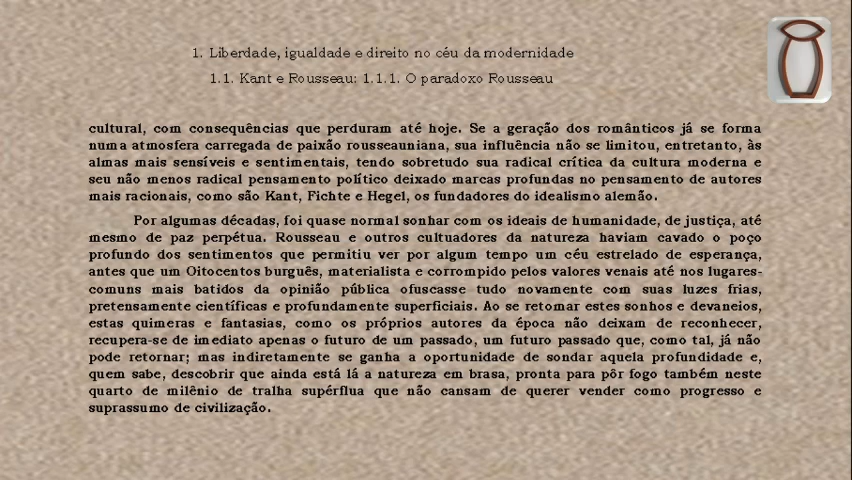 1. Liberdade, igualdade e direito no céu da modernidade
1.1. Kant e Rousseau: 1.1.1. O paradoxo Rousseau
cultural, com consequências que perduram até hoje. Se a geração dos românticos já se forma
numa atmosfera carregada de paixão rousseauniana, sua influência não se limitou, entretanto, às
almas mais sensíveis e sentimentais, tendo sobretudo sua radical crítica da cultura moderna e
seu não menos radical pensamento político deixado marcas profundas no pensamento de autores
mais racionais, como são Kant, Fichte e Hegel, os fundadores do idealismo alemão.
Por algumas décadas, foi quase normal sonhar com os ideais de humanidade, de justiça, até
mesmo de paz perpétua. Rousseau e outros cultuadores da natureza haviam cavado o poço
profundo dos sentimentos que permitiu ver por algum tempo um céu estrelado de esperança,
antes que um Oitocentos burguês, materialista e corrompido pelos valores venais até nos lugares-
comuns mais batidos da opinião pública ofuscasse tudo novamente com suas luzes frias,
pretensamente científicas e profundamente superficiais. Ao se retomar estes sonhos e devaneios,
estas quimeras e fantasias, como os próprios autores da época não deixam de reconhecer,
recupera-se de imediato apenas o futuro de um passado, um futuro passado que, como tal, já não
pode retornar; mas indiretamente se ganha a oportunidade de sondar aquela profundidade e,
quem sabe, descobrir que ainda está lá a natureza em brasa, pronta para pôr fogo também neste
quarto de milênio de tralha supérflua que não cansam de querer vender como progresso e
suprassumo de civilização.